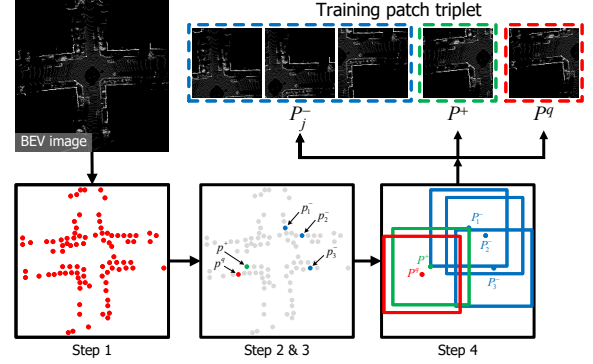 Training patch triplet
BEV image
P_j^- P^+ P^q
p_1^-
p_2^-
p^+
p^q
p_3^-
P_1^-
P_2^-
P^+
P^q
P_3^-
Step 1 Step 2 & 3 Step 4